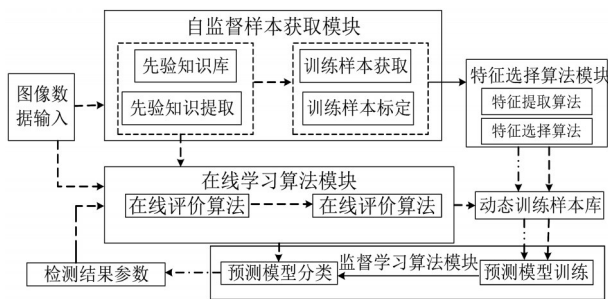 自监督样本获取模块
先验知识库
先验知识提取
训练样本获取
训练样本标定
图像数
据输入
特征选择算法模块
特征提取算法
特征选择算法
在线学习算法模块
在线评价算法
在线评价算法
动态训练样本库
监督学习算法模块
检测结果参数
预测模型分类
预测模型训练